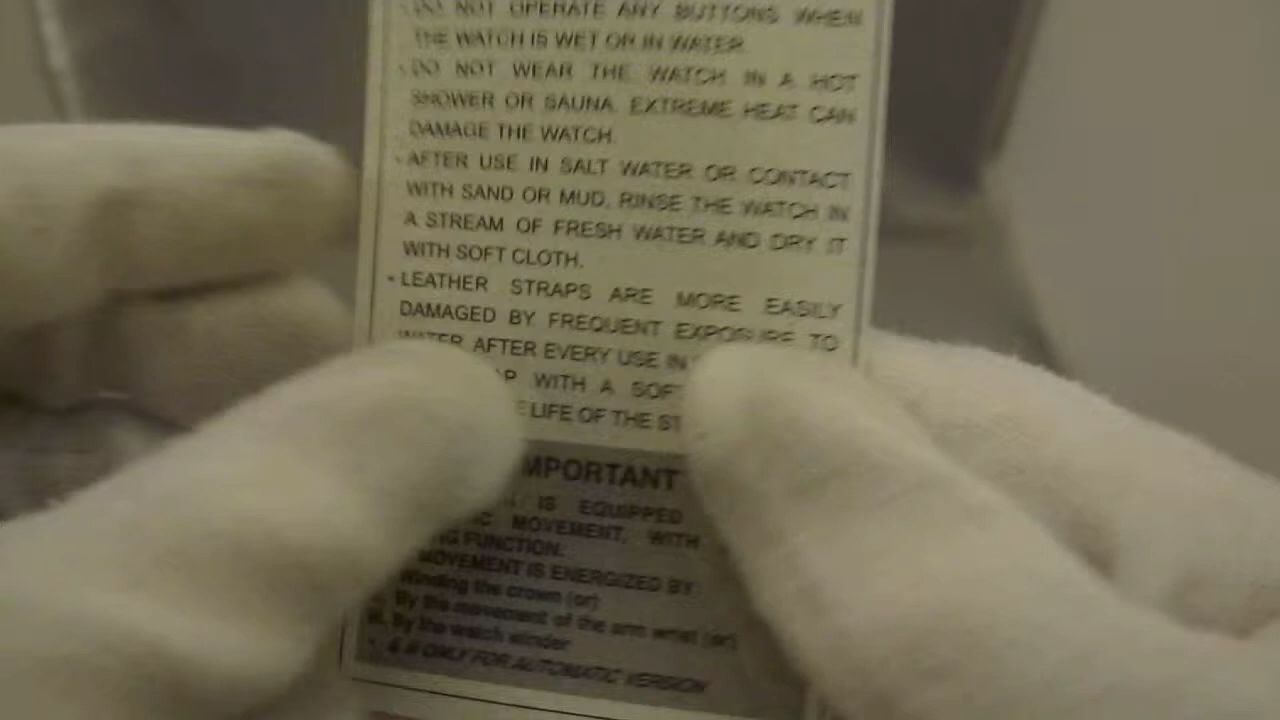 DO NOT OPERATE ANY BUTTONS WHEN
THE WATCH IS WET OR IN WATER.
DO NOT WEAR THE WATCH IN A HOT
SHOWER OR SAUNA. EXTREME HEAT CAN
DAMAGE THE WATCH.
AFTER USE IN SALT WATER OR CONTACT
WITH SAND OR MUD, RINSE THE WATCH IN
A STREAM OF FRESH WATER AND DRY IT
WITH SOFT CLOTH.
LEATHER STRAPS ARE MORE EASILY
DAMAGED BY FREQUENT EXPOSURE TO
WATER AFTER EVERY USE IN
WITH A SOFT
LIFE OF THE ST
MPORTANT
IS EQUIPPED
MOVEMENT, WITH
FUNCTION.
MOVEMENT IS ENERGIZED BY:
Winding the crown (or)
By the movement of the arm wrist (or)
By the watch winder
& II ONLY FOR AUTOMATIC VERSION